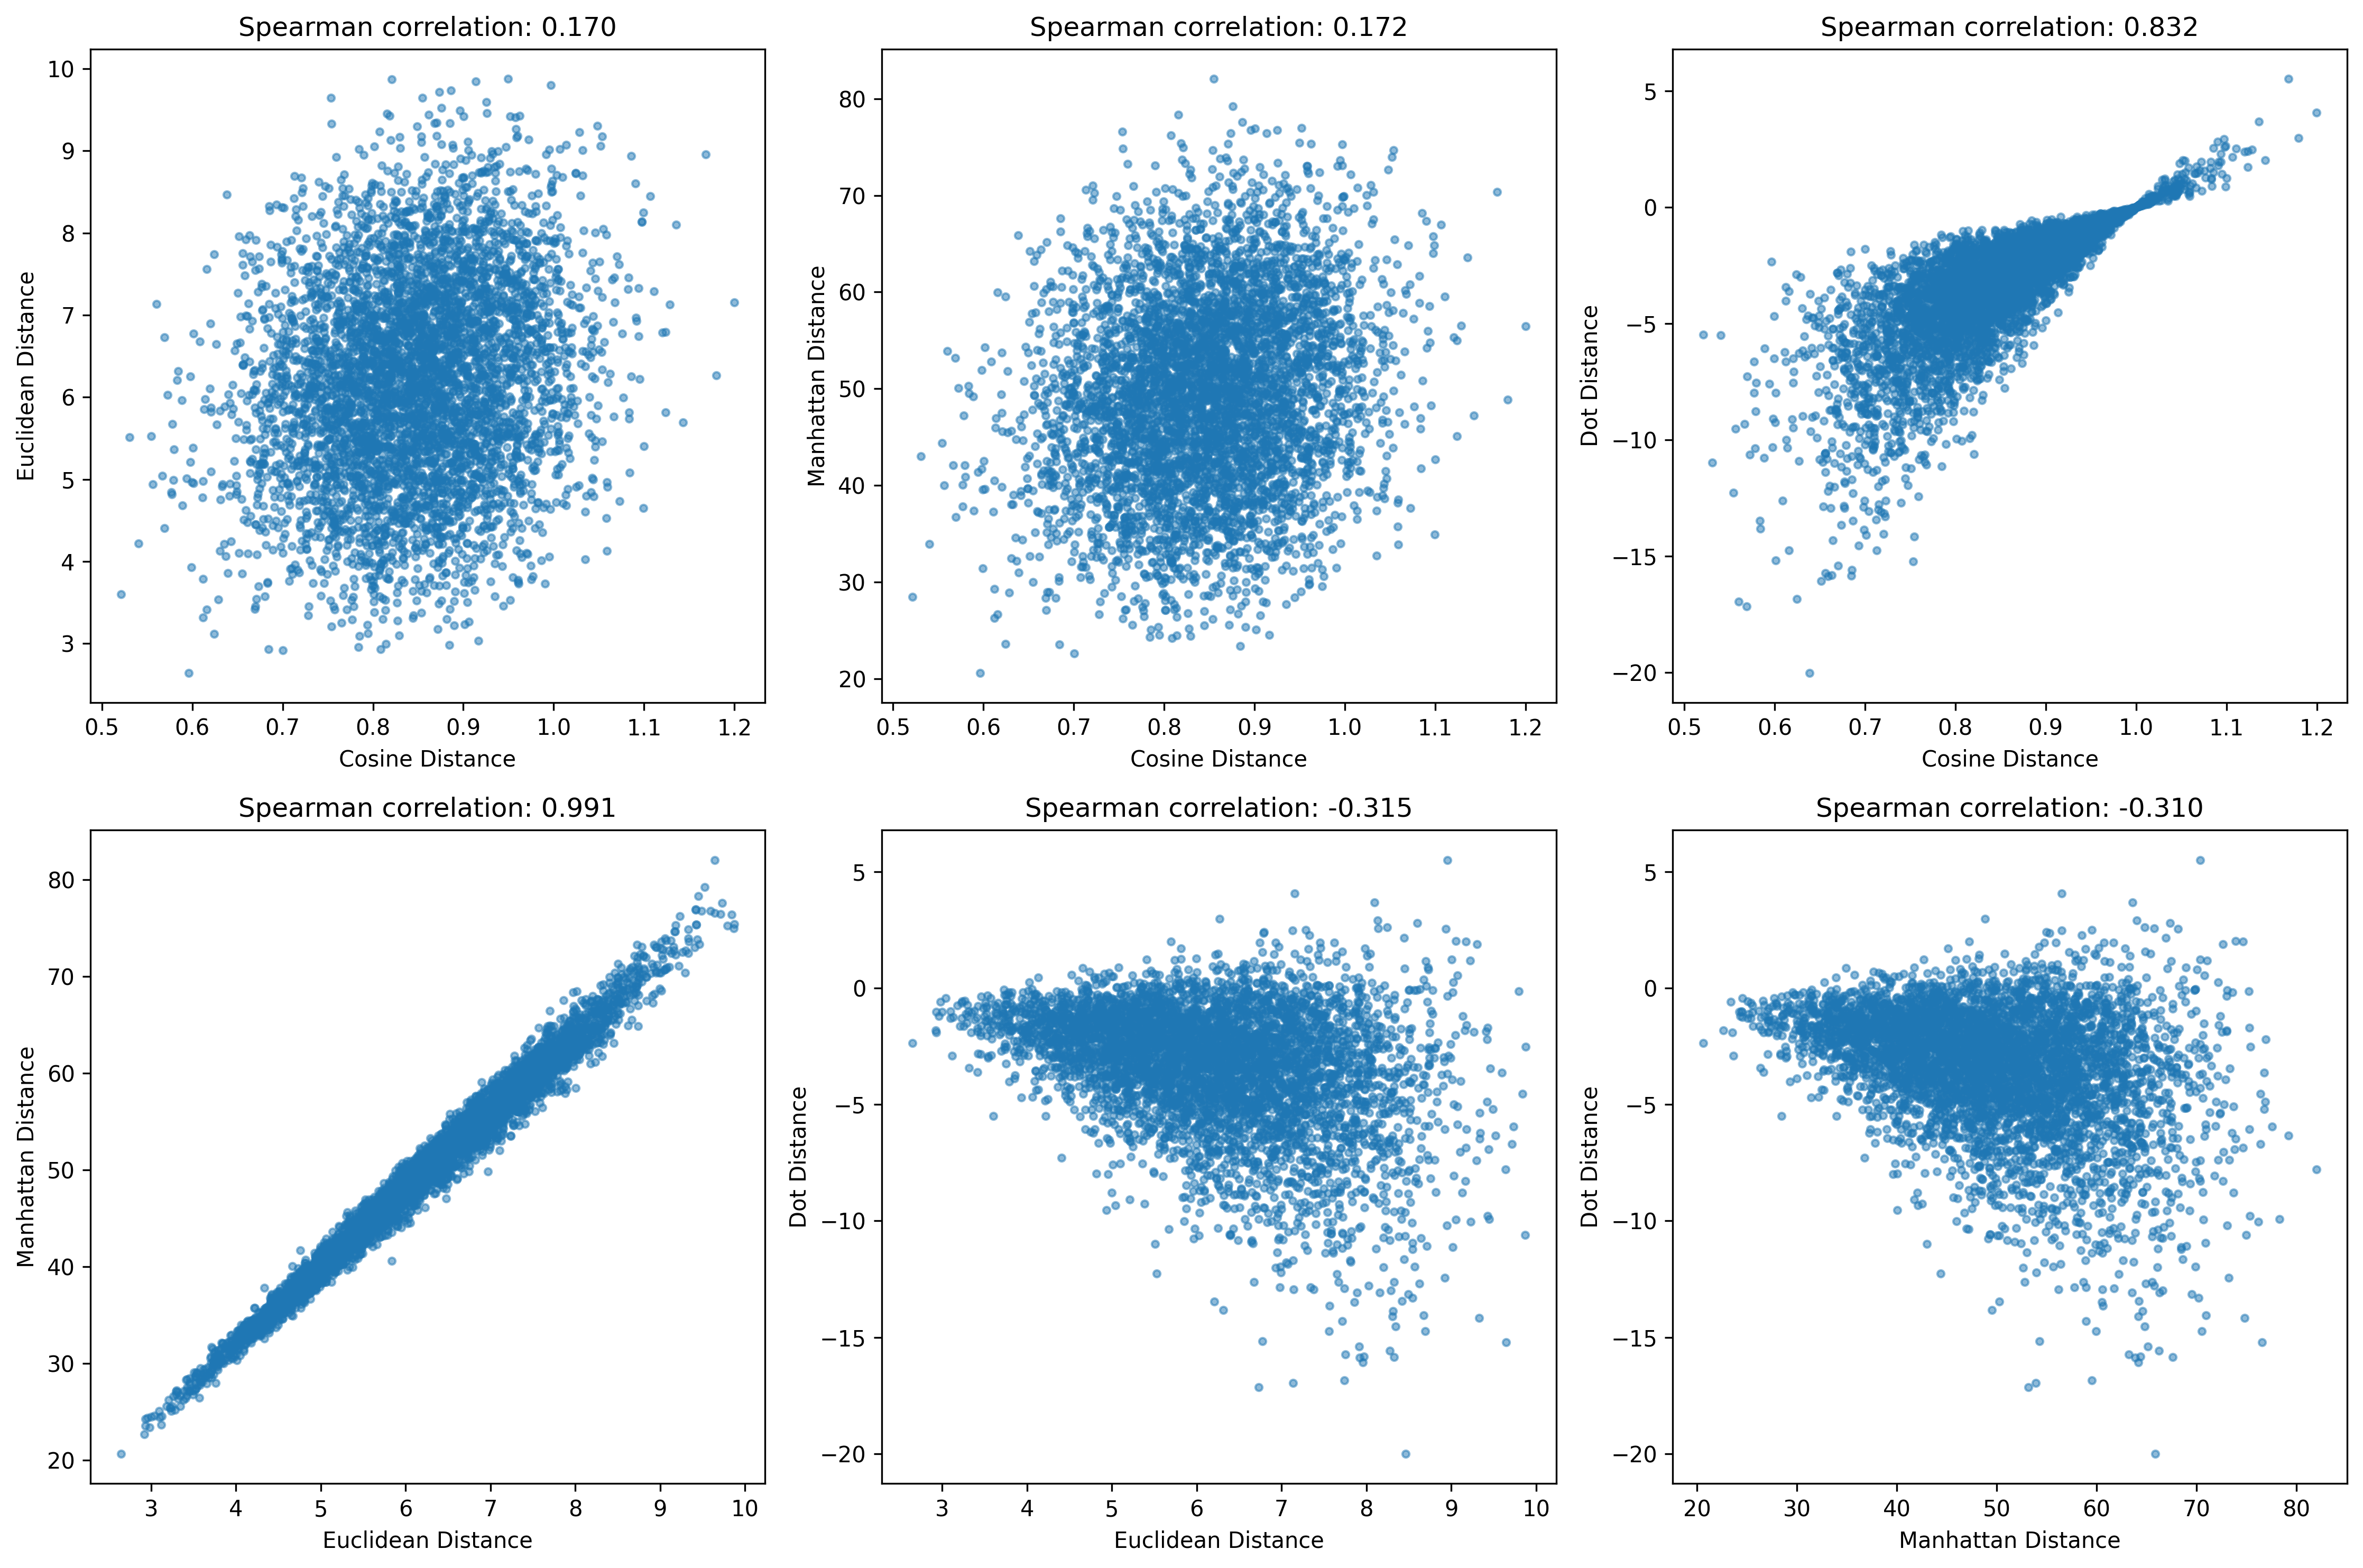 Spearman correlation: 0.170
10
9
8
7
6
5
4
3
Euclidean Distance
0.5 0.6 0.7 0.8 0.9 1.0 1.1 1.2
Cosine Distance
Spearman correlation: 0.172
80
70
60
50
40
30
20
Manhattan Distance
0.5 0.6 0.7 0.8 0.9 1.0 1.1 1.2
Cosine Distance
Spearman correlation: 0.832
5
0
−5
−10
−15
−20
Dot Distance
0.5 0.6 0.7 0.8 0.9 1.0 1.1 1.2
Cosine Distance
Spearman correlation: 0.991
80
70
60
50
40
30
20
Manhattan Distance
3 4 5 6 7 8 9 10
Euclidean Distance
Spearman correlation: -0.315
5
0
−5
−10
−15
−20
Dot Distance
3 4 5 6 7 8 9 10
Euclidean Distance
Spearman correlation: -0.310
5
0
−5
−10
−15
−20
Dot Distance
20 30 40 50 60 70 80
Manhattan Distance